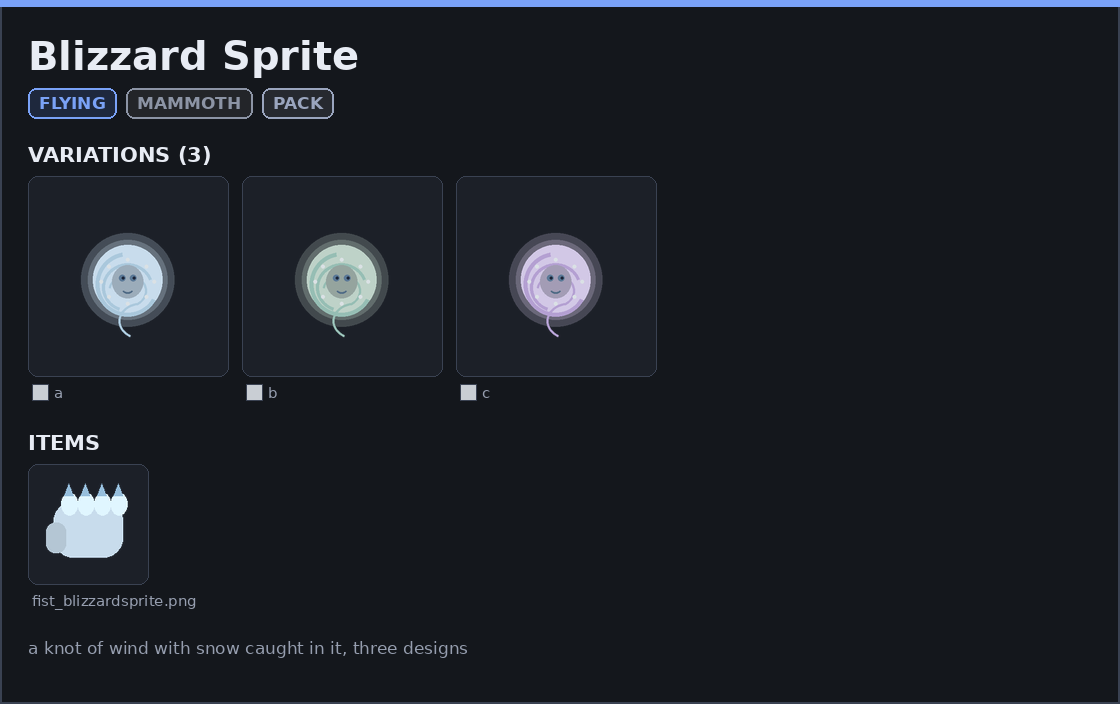 Blizzard Sprite
FLYING MAMMOTH PACK
VARIATIONS (3)
a b c
ITEMS
fist_blizzardsprite.png
a knot of wind with snow caught in it, three designs